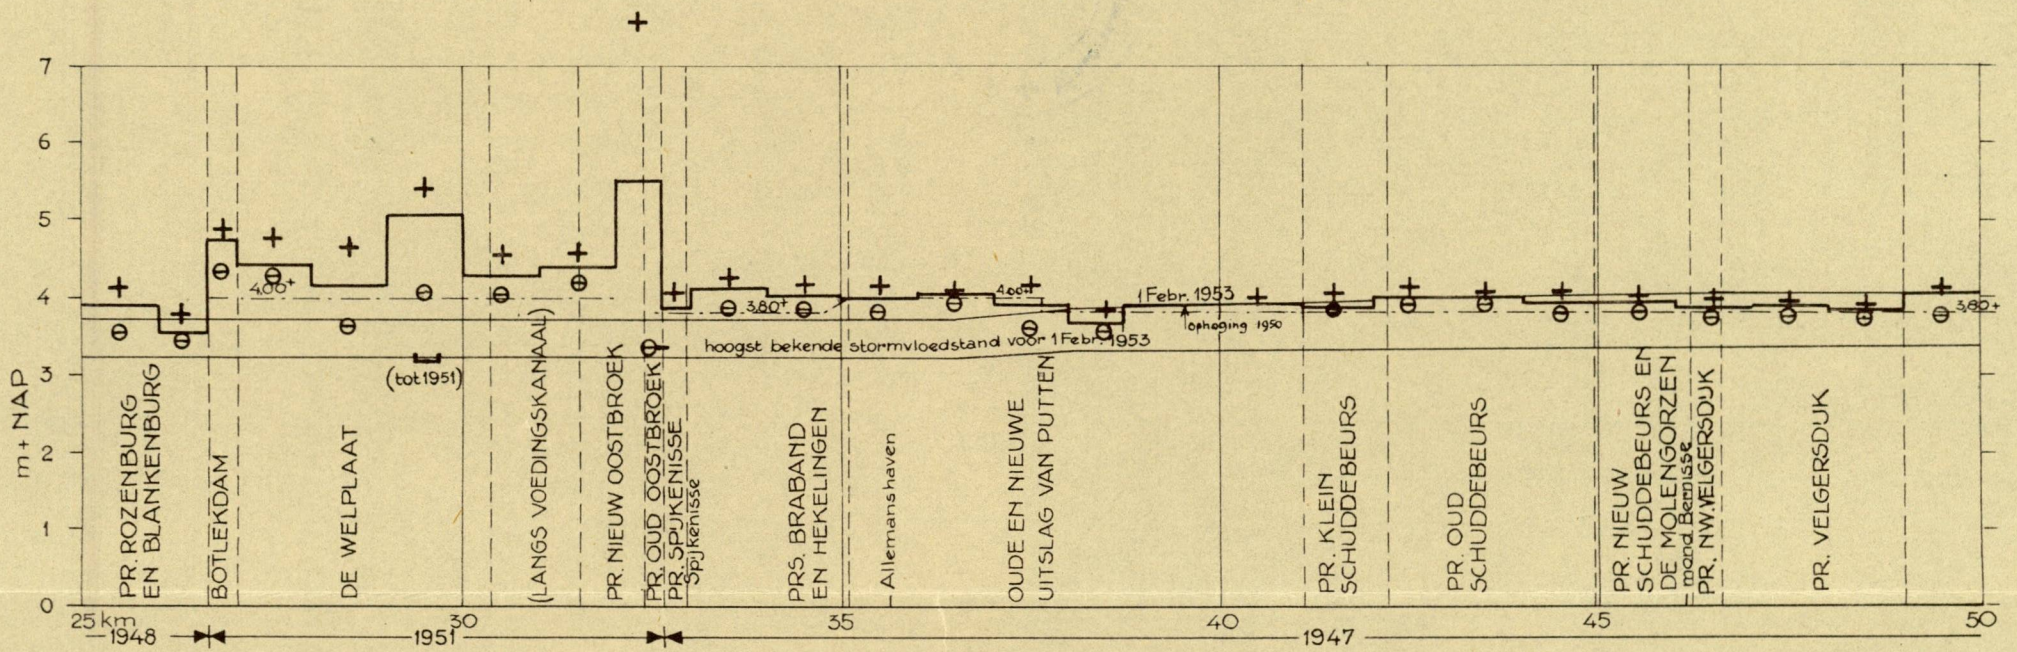 7
6
5
4
3
2
1
0
m + NAP
4.00+
3.80+
4.00+
1 Febr. 1953
ophoging 1950
3.80+
hoogst bekende stormvloedstand voor 1 Febr. 1953
(tot 1951)
PR. ROZENBURG
EN BLANKENBURG
BOTLEKDAM
DE WELPLAAT
(LANGS VOEDINGSKANAAL)
PR. NIEUW OOSTBROEK
PR. OUD OOSTBROEK
PR. SPIJKENISSE
Spijkenisse
PRS. BRABAND
EN HEKELINGEN
Allemanshaven
OUDE EN NIEUWE
UITSLAG VAN PUTTEN
PR. KLEIN
SCHUDDEBEURS
PR. OUD
SCHUDDEBEURS
PR. NIEUW
SCHUDDEBEURS EN
DE MOLENGORZEN
mond Bernisse
PR. NW. VELGERSDIJK
PR. VELGERSDIJK
25 km 30 35 40 45 50
1948 1951 1947